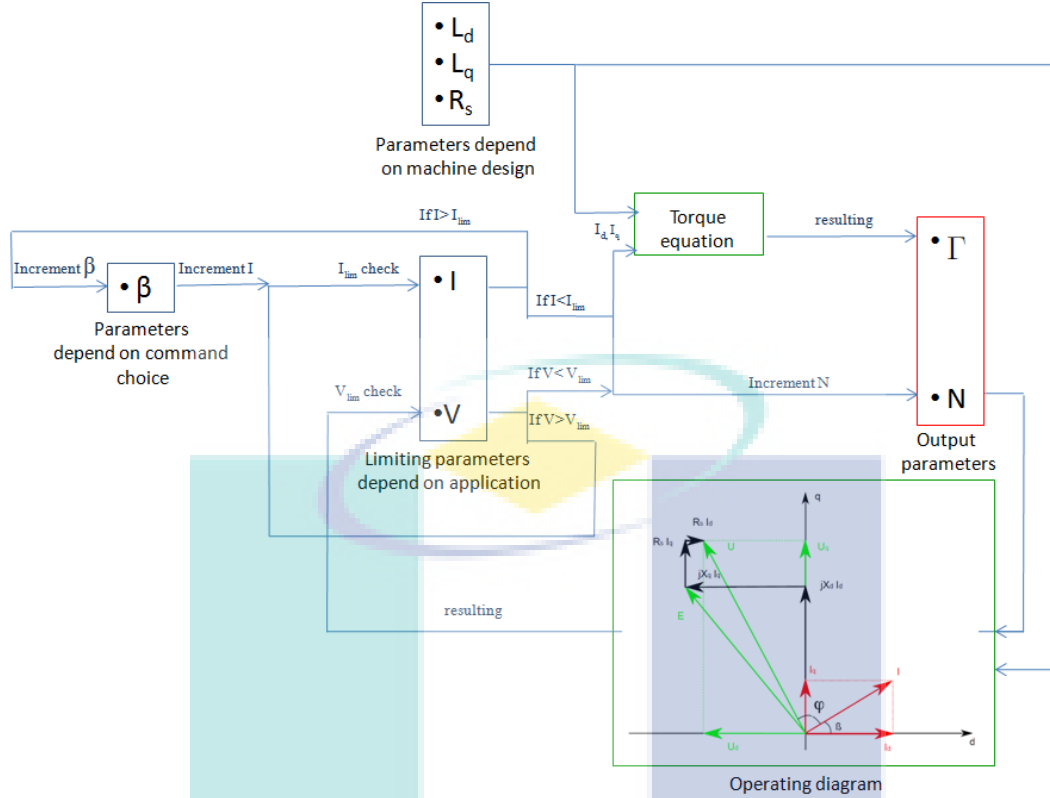 • L_d
• L_q
• R_s
Parameters depend
on machine design
If I > I_lim
Increment β
• β
Increment I
Parameters
depend on command
choice
I_lim check
• I
If I < I_lim
I_d, I_q
Torque
equation
resulting
• Γ
V_lim check
• V
If V < V_lim
If V > V_lim
Increment N
• N
Limiting parameters
depend on application
Output
parameters
resulting
q
R_s I_d
R_s I_q
U
U_q
jX_q I_q
jX_d I_d
E
I_q
I
φ
ß
U_d
I_d
d
Operating diagram